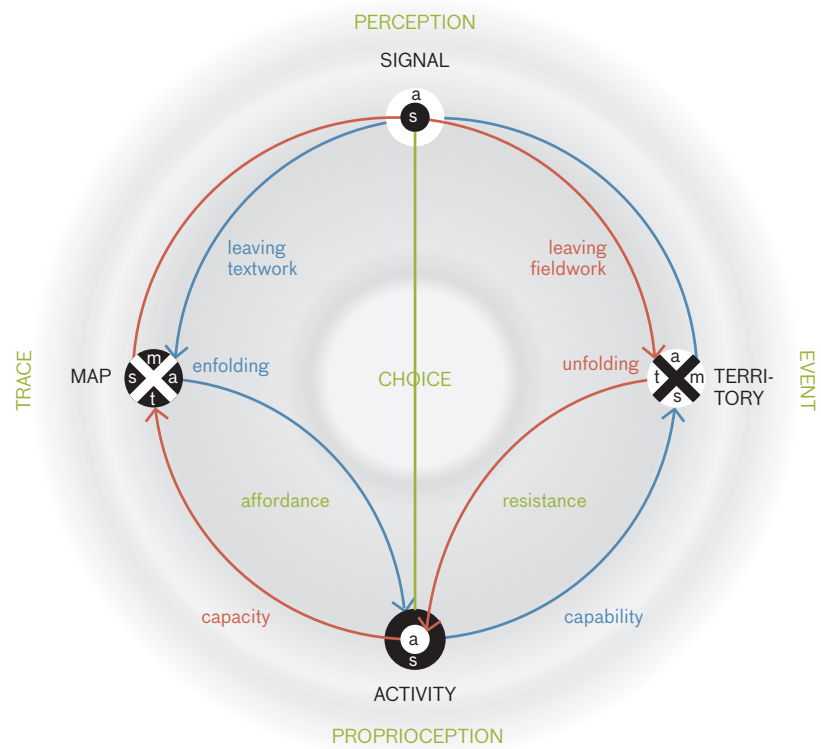 PERCEPTION
SIGNAL
a
s
leaving
textwork
leaving
fieldwork
TRACE
MAP
m
s a
t
enfolding
CHOICE
unfolding
a
t m
s
TERRI-
TORY
EVENT
affordance
resistance
capacity
capability
a
s
ACTIVITY
PROPRIOCEPTION